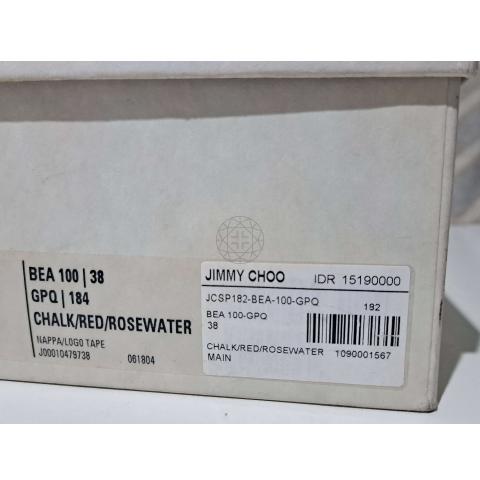 BEA 100 | 38
GPQ | 184
CHALK/RED/ROSEWATER
NAPPA/LOGO TAPE
J00010479738 061804
JIMMY CHOO IDR 15190000
JCSP182-BEA-100-GPQ
192
BEA 100-GPQ
38
CHALK/RED/ROSEWATER 1090001567
MAIN